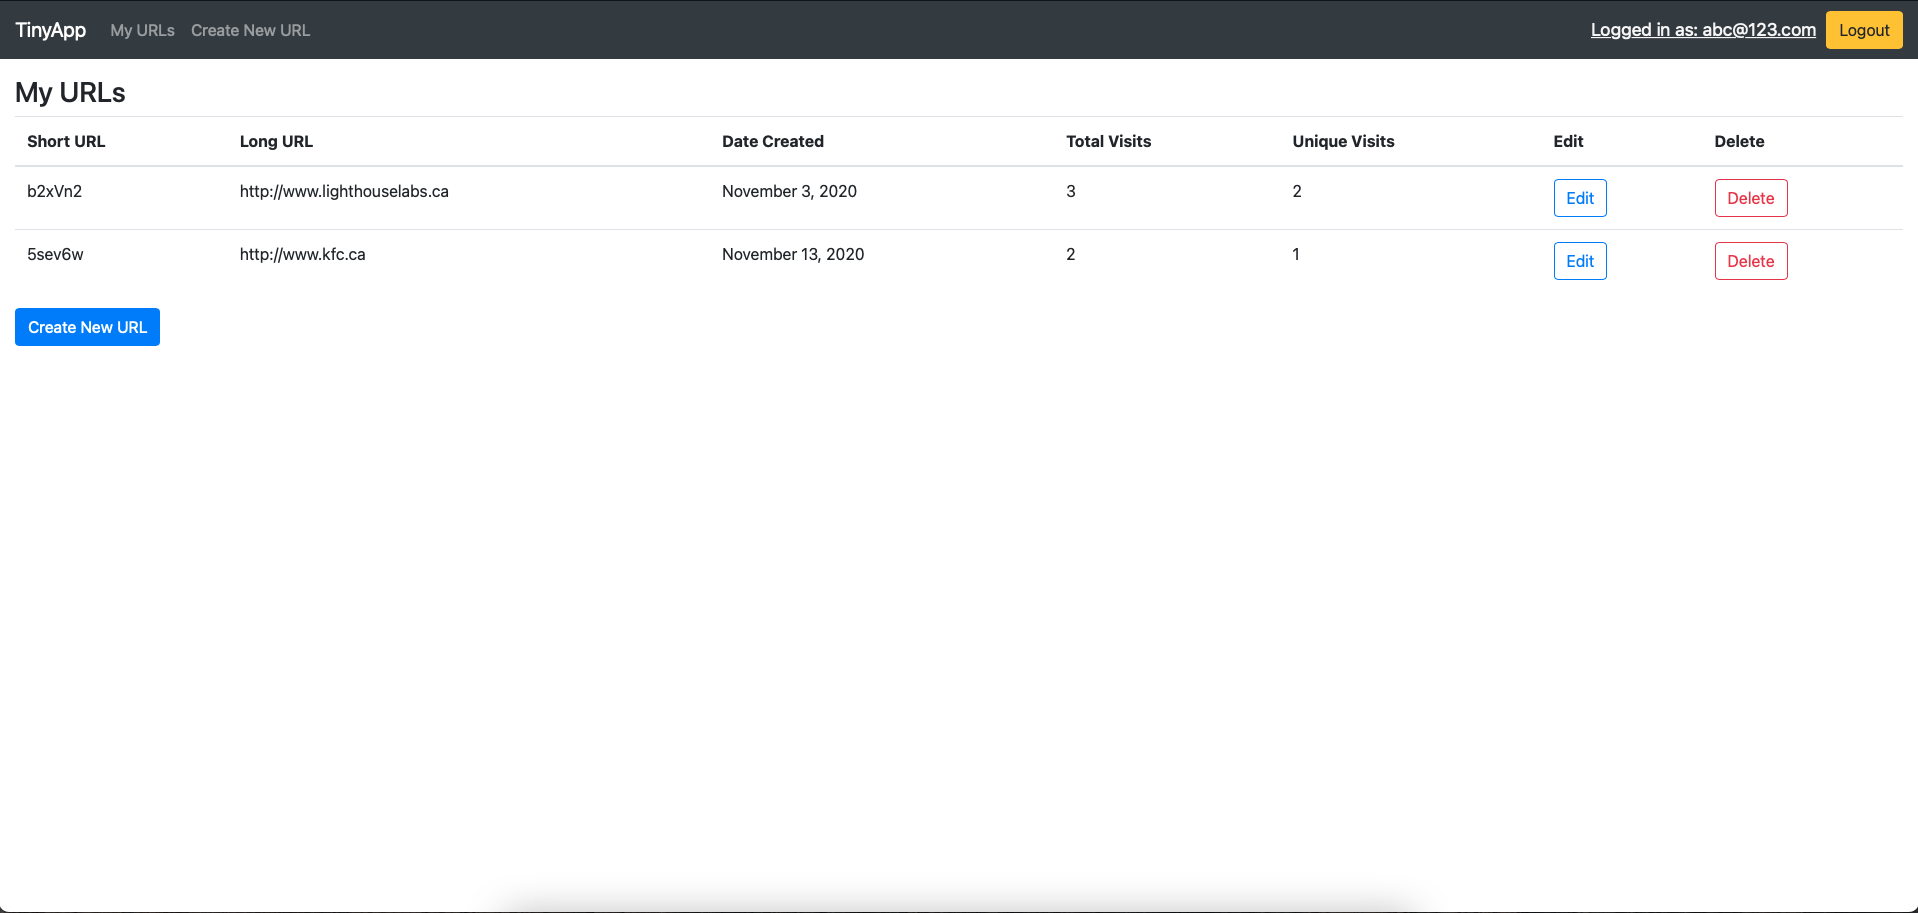 TinyApp My URLs Create New URL Logged in as: abc@123.com Logout
My URLs
Short URL Long URL Date Created Total Visits Unique Visits Edit Delete
b2xVn2 http://www.lighthouselabs.ca November 3, 2020 3 2 Edit Delete
5sev6w http://www.kfc.ca November 13, 2020 2 1 Edit Delete
Create New URL